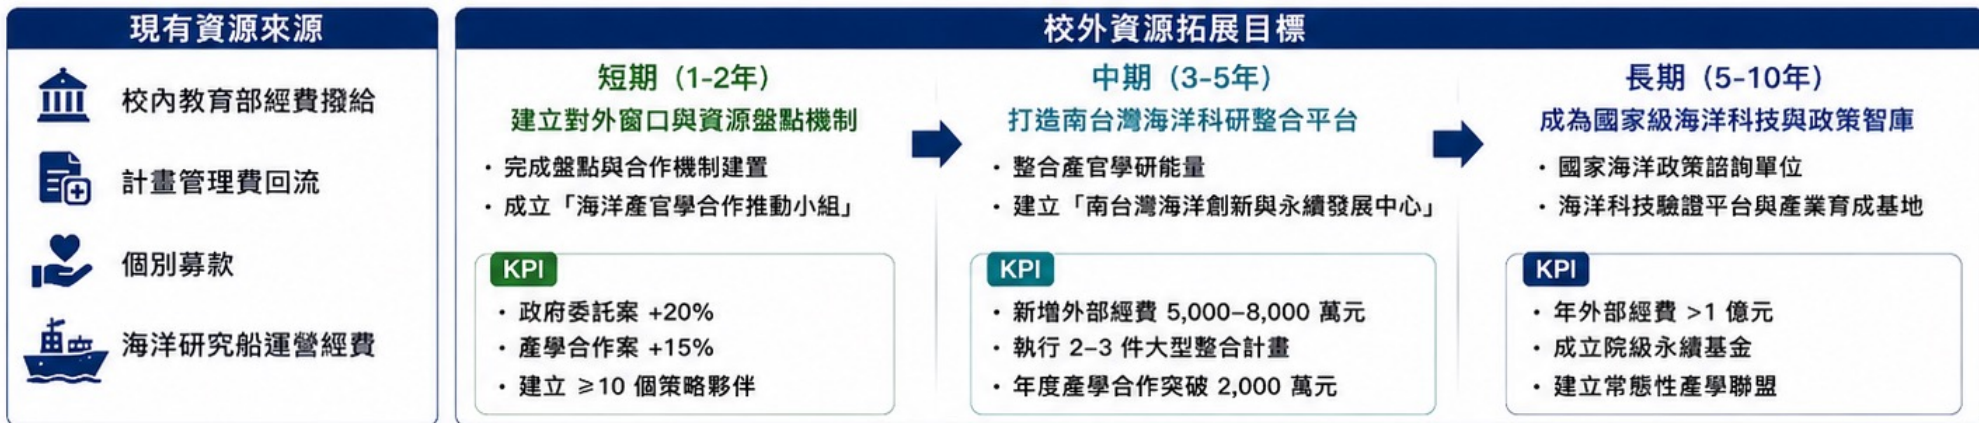 現有資源來源
校內教育部經費撥給
計畫管理費回流
個別募款
海洋研究船運營經費
校外資源拓展目標
短期（1-2年）
建立對外窗口與資源盤點機制
・完成盤點與合作機制建置
・成立「海洋產官學合作推動小組」
KPI
・政府委託案 +20%
・產學合作案 +15%
・建立 ≥10 個策略夥伴
中期（3-5年）
打造南台灣海洋科研整合平台
・整合產官學研能量
・建立「南台灣海洋創新與永續發展中心」
KPI
・新增外部經費 5,000–8,000 萬元
・執行 2–3 件大型整合計畫
・年度產學合作突破 2,000 萬元
長期（5-10年）
成為國家級海洋科技與政策智庫
・國家海洋政策諮詢單位
・海洋科技驗證平台與產業育成基地
KPI
・年外部經費 >1 億元
・成立院級永續基金
・建立常態性產學聯盟